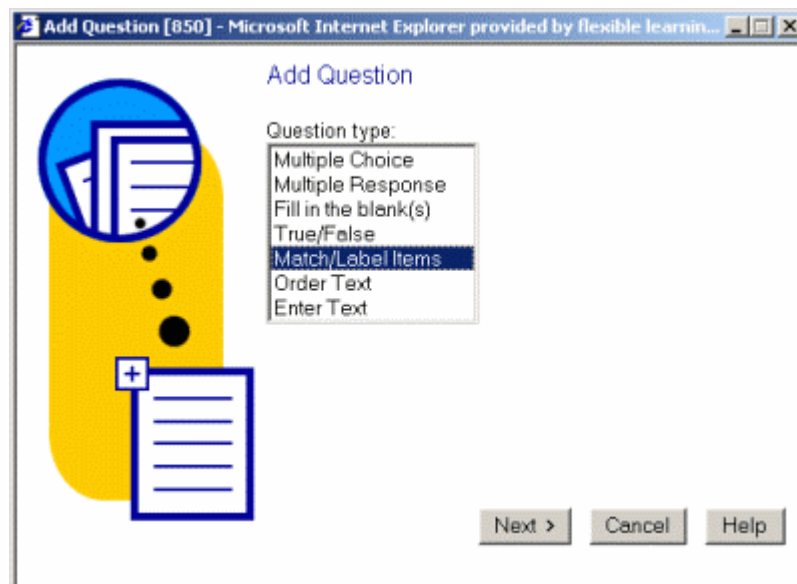 Add Question [850] - Microsoft Internet Explorer provided by flexible learnin...
Add Question
Question type:
Multiple Choice
Multiple Response
Fill in the blank(s)
True/False
Match/Label Items
Order Text
Enter Text
Next >
Cancel
Help